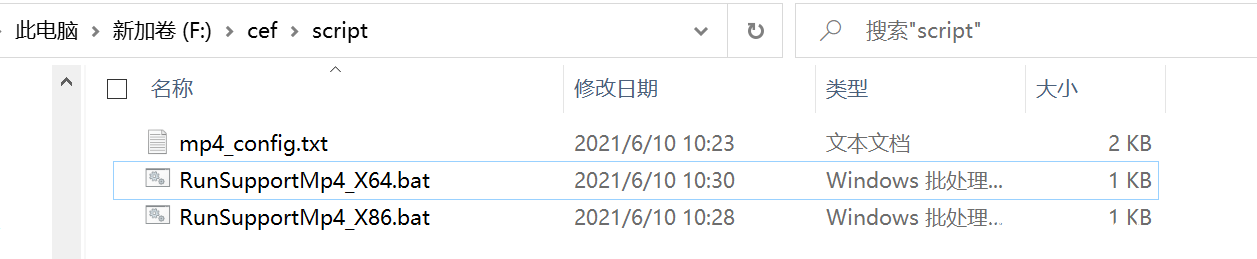 此电脑 > 新加卷 (F:) > cef > script 搜索"script"
名称 修改日期 类型 大小
mp4_config.txt 2021/6/10 10:23 文本文档 2 KB
RunSupportMp4_X64.bat 2021/6/10 10:30 Windows 批处理... 1 KB
RunSupportMp4_X86.bat 2021/6/10 10:28 Windows 批处理... 1 KB